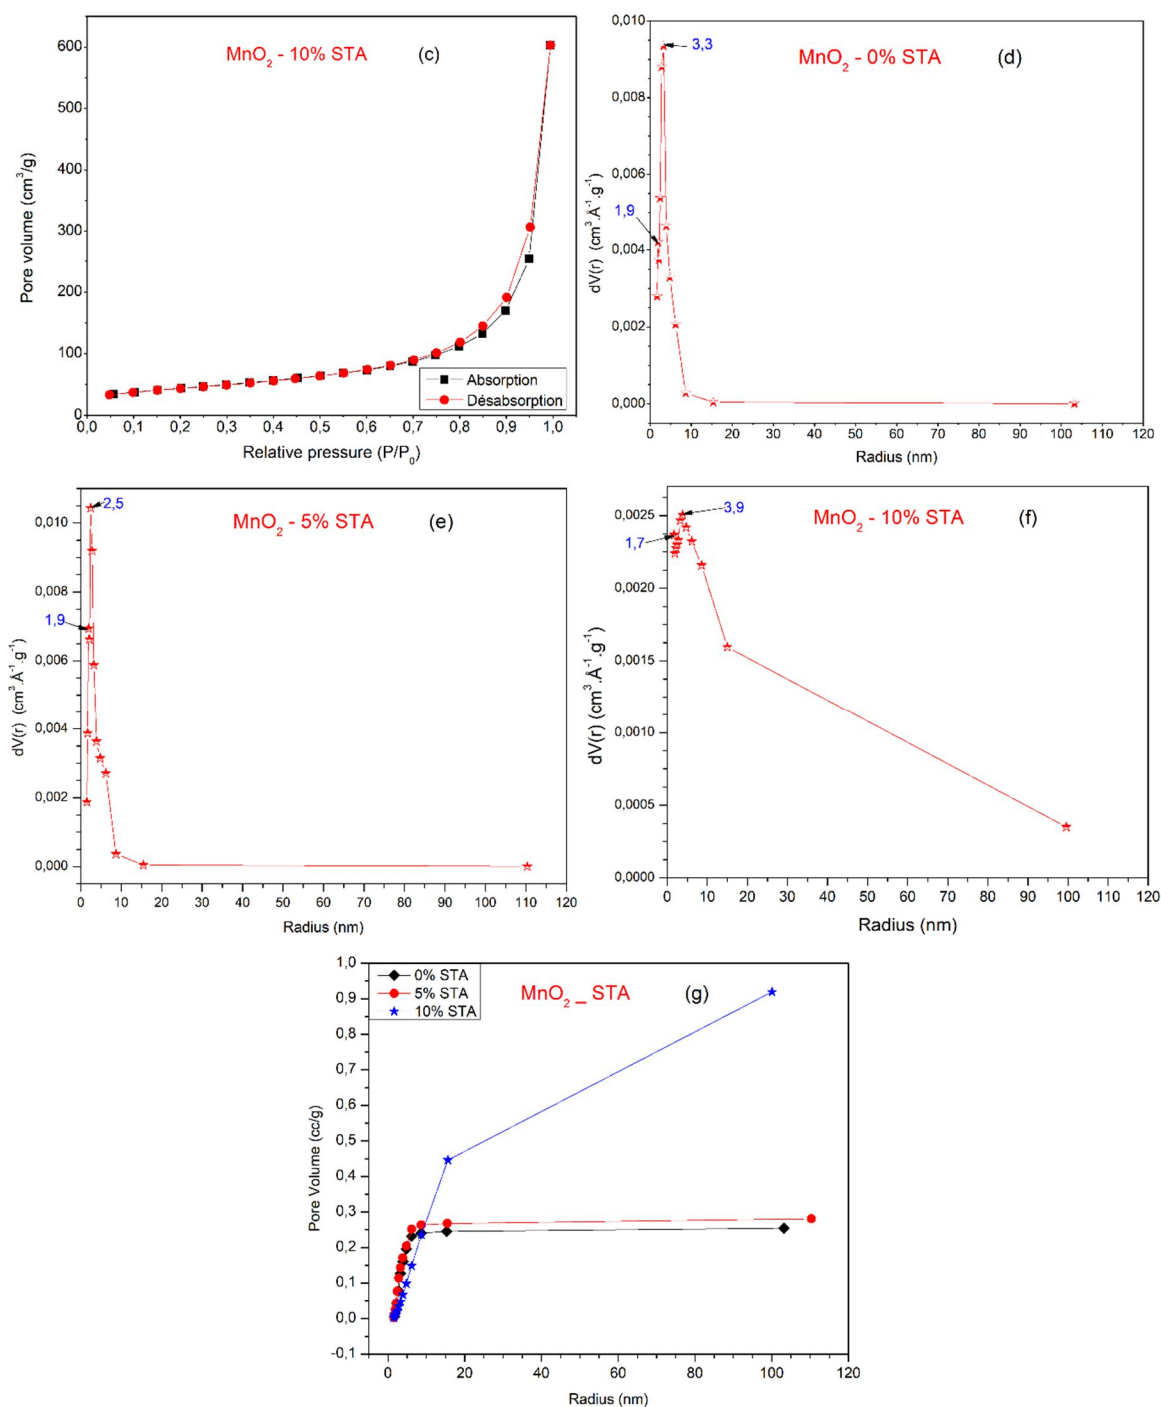 MnO2 - 10% STA (c)
600
500
400
300
200
100
0
Pore volume (cm3/g)
0,0 0,1 0,2 0,3 0,4 0,5 0,6 0,7 0,8 0,9 1,0
Relative pressure (P/P0)
Absorption
Désabsorption
MnO2 - 0% STA (d)
3,3
1,9
0,010
0,008
0,006
0,004
0,002
0,000
dV(r) (cm3.Å-1.g-1)
0 10 20 30 40 50 60 70 80 90 100 110 120
Radius (nm)
MnO2 - 5% STA (e)
2,5
1,9
0,010
0,008
0,006
0,004
0,002
0,000
dV(r) (cm3.Å-1.g-1)
0 10 20 30 40 50 60 70 80 90 100 110 120
Radius (nm)
MnO2 - 10% STA (f)
3,9
1,7
0,0025
0,0020
0,0015
0,0010
0,0005
0,0000
dV(r) (cm3.Å-1.g-1)
0 10 20 30 40 50 60 70 80 90 100 110 120
Radius (nm)
MnO2 _ STA (g)
0% STA
5% STA
10% STA
1,0
0,9
0,8
0,7
0,6
0,5
0,4
0,3
0,2
0,1
0,0
-0,1
Pore Volume (cc/g)
0 20 40 60 80 100 120
Radius (nm)